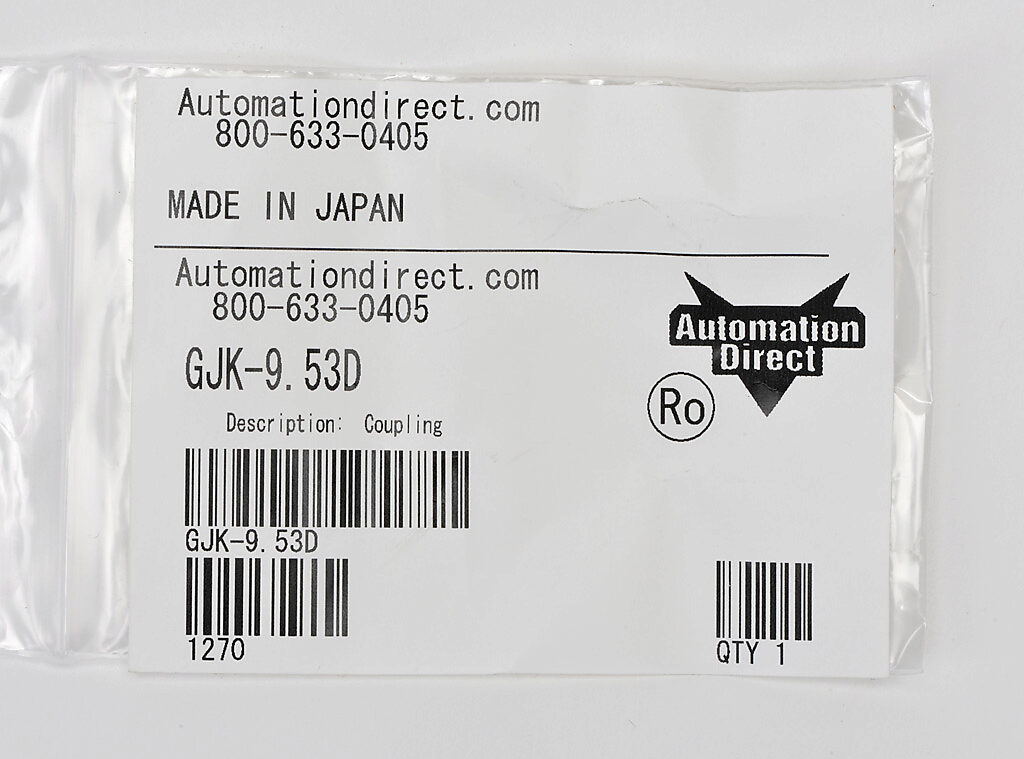 Automationdirect.com
800-633-0405
MADE IN JAPAN
Automationdirect.com
800-633-0405
GJK-9.53D
Description: Coupling
Automation
Direct
Ro
GJK-9.53D
1270
QTY 1